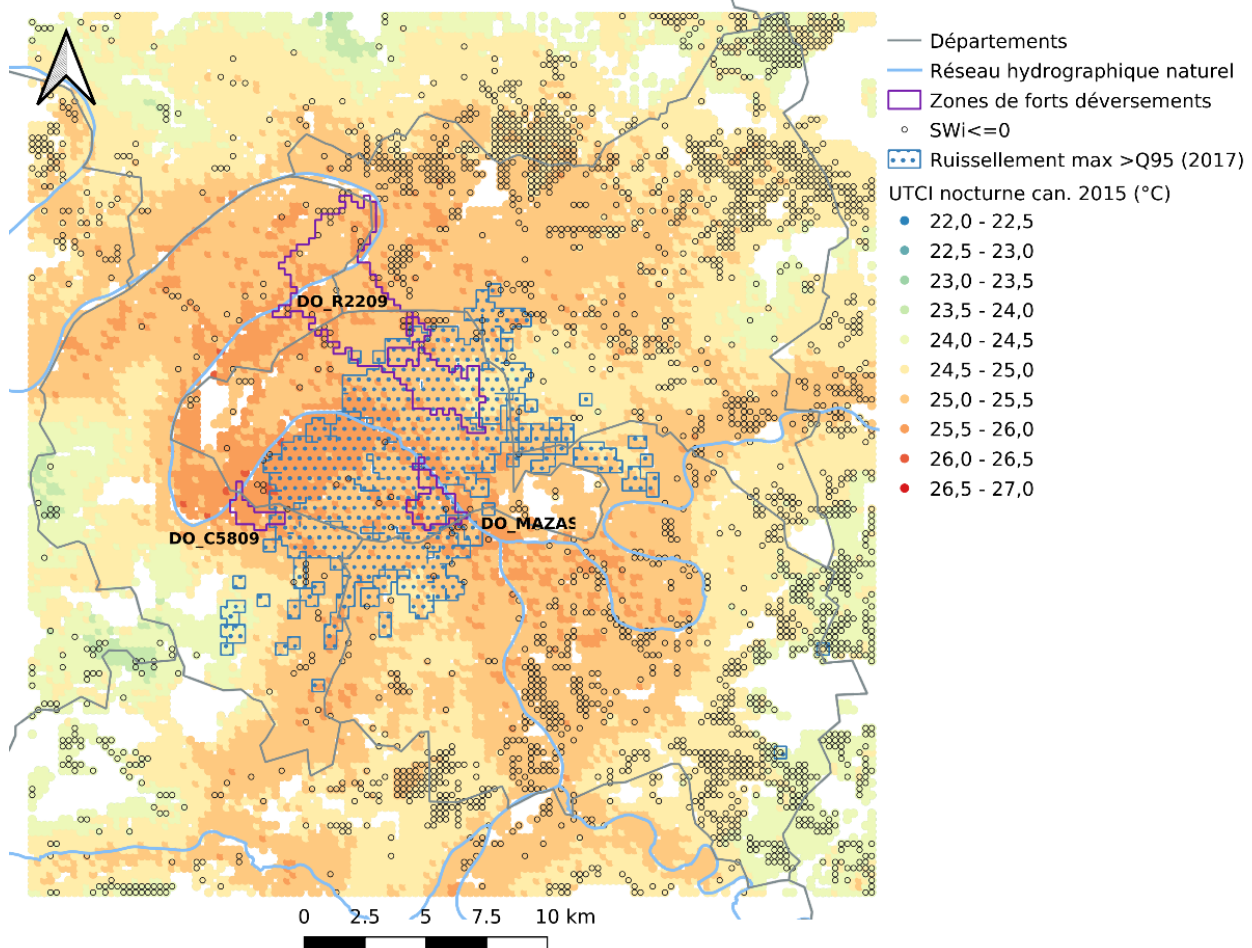 Départements
Réseau hydrographique naturel
Zones de forts déversements
SWi<=0
Ruissellement max >Q95 (2017)
UTCI nocturne can. 2015 (°C)
22,0 - 22,5
22,5 - 23,0
23,0 - 23,5
23,5 - 24,0
24,0 - 24,5
24,5 - 25,0
25,0 - 25,5
25,5 - 26,0
26,0 - 26,5
26,5 - 27,0
DO_R2209
DO_MAZAS
DO_C5809
0 2.5 5 7.5 10 km